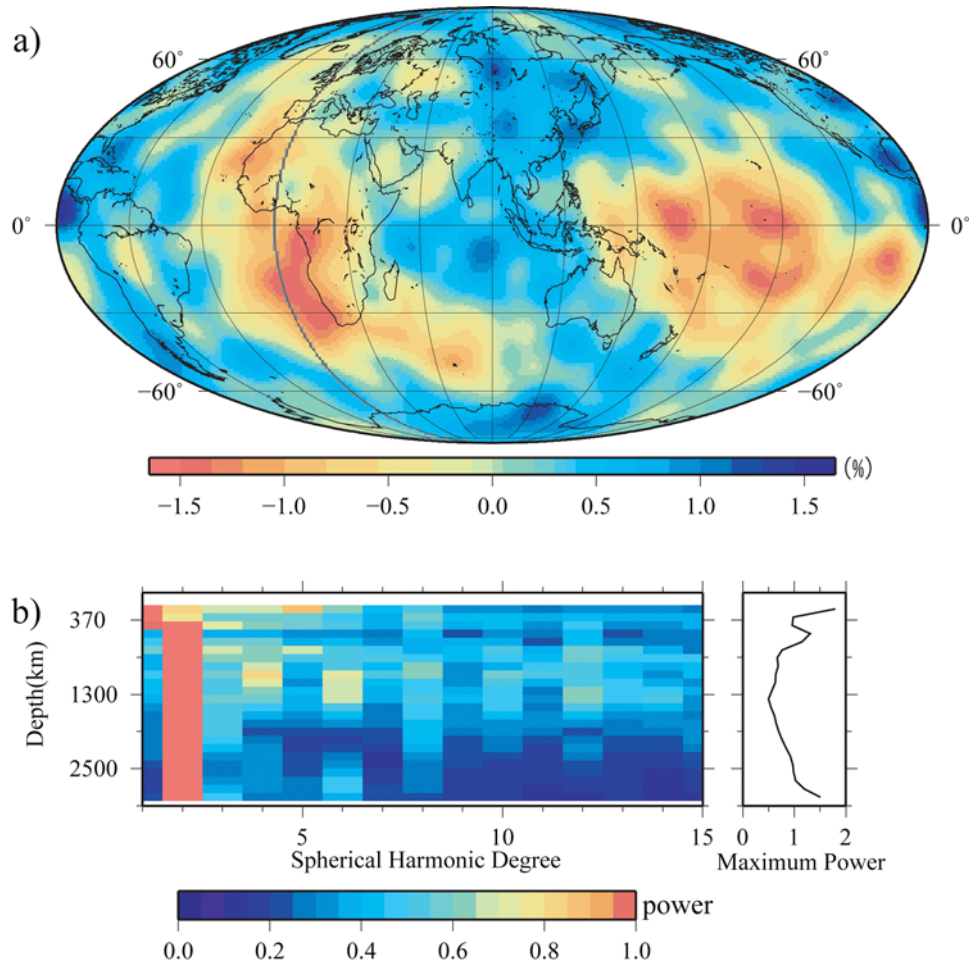 a)
60° 60°
0° 0°
−60° −60°
−1.5 −1.0 −0.5 0.0 0.5 1.0 1.5 (%)
b)
370
1300
2500
Depth(km)
5 10 15
Spherical Harmonic Degree
0 1 2
Maximum Power
power
0.0 0.2 0.4 0.6 0.8 1.0